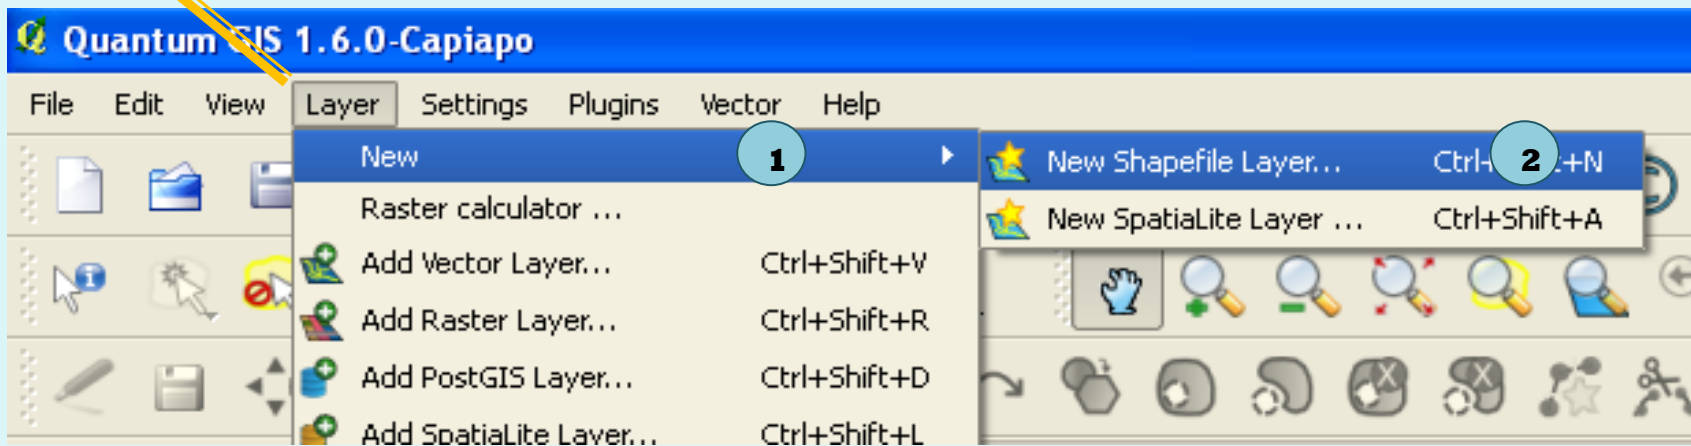 Quantum GIS 1.6.0-Capiapo
File Edit View Layer Settings Plugins Vector Help
New 1
New Shapefile Layer... Ctrl+ 2 +N
Raster calculator ...
New SpatiaLite Layer ... Ctrl+Shift+A
Add Vector Layer... Ctrl+Shift+V
Add Raster Layer... Ctrl+Shift+R
Add PostGIS Layer... Ctrl+Shift+D
Add SpatiaLite Layer... Ctrl+Shift+L